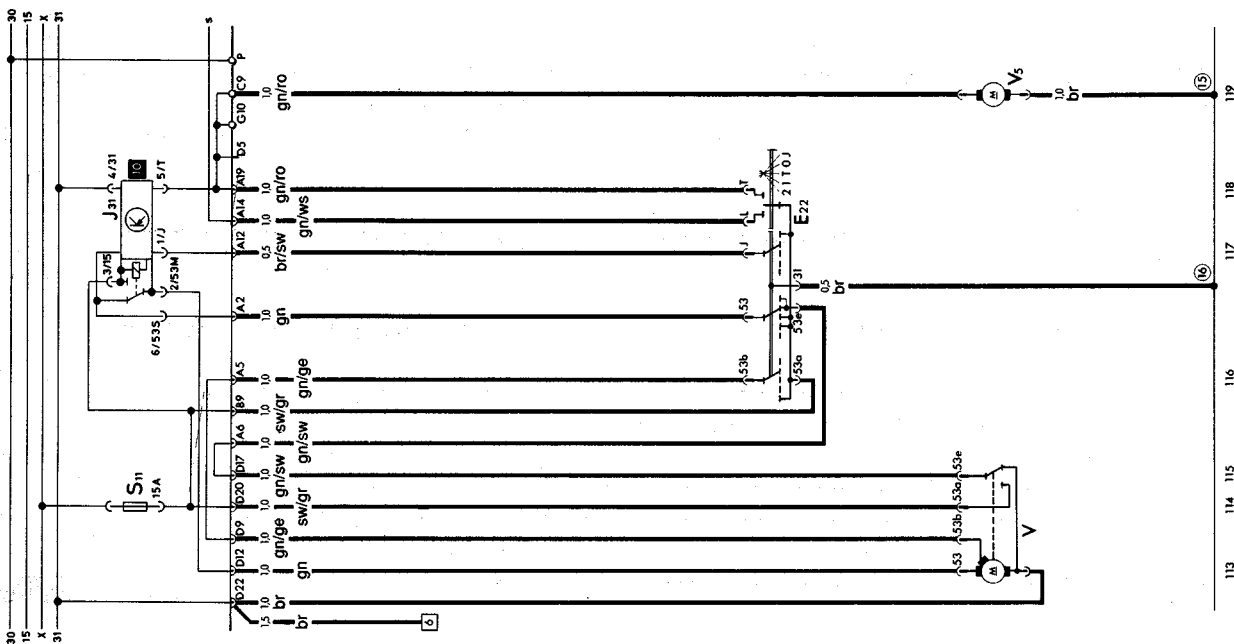 30
15
X
31
30
15
X
31
S11
15A
J31
10
K
4/31
5/T
3/15
1/J
2/53M
6/53S
s
P
C9
1,0
gn/ro
G10
D5
A19
1,0
gn/ro
A14
1,0
gn/ws
A12
0,5
br/sw
A2
1,0
gn
A5
1,0
gn/ge
B9
1,0
sw/gr
A6
1,0
gn/sw
D17
1,0
gn/sw
D20
1,0
sw/gr
D9
1,0
gn/ge
D12
1,0
gn
D22
1,0
br
1,5
br
6
T
L
J
53
53e
53b
53a
31
0,5
br
2 I T O J
E22
53e
53a
53b
53
M
V
M
V5
1,0
br
15
16
113
114
115
116
117
118
119